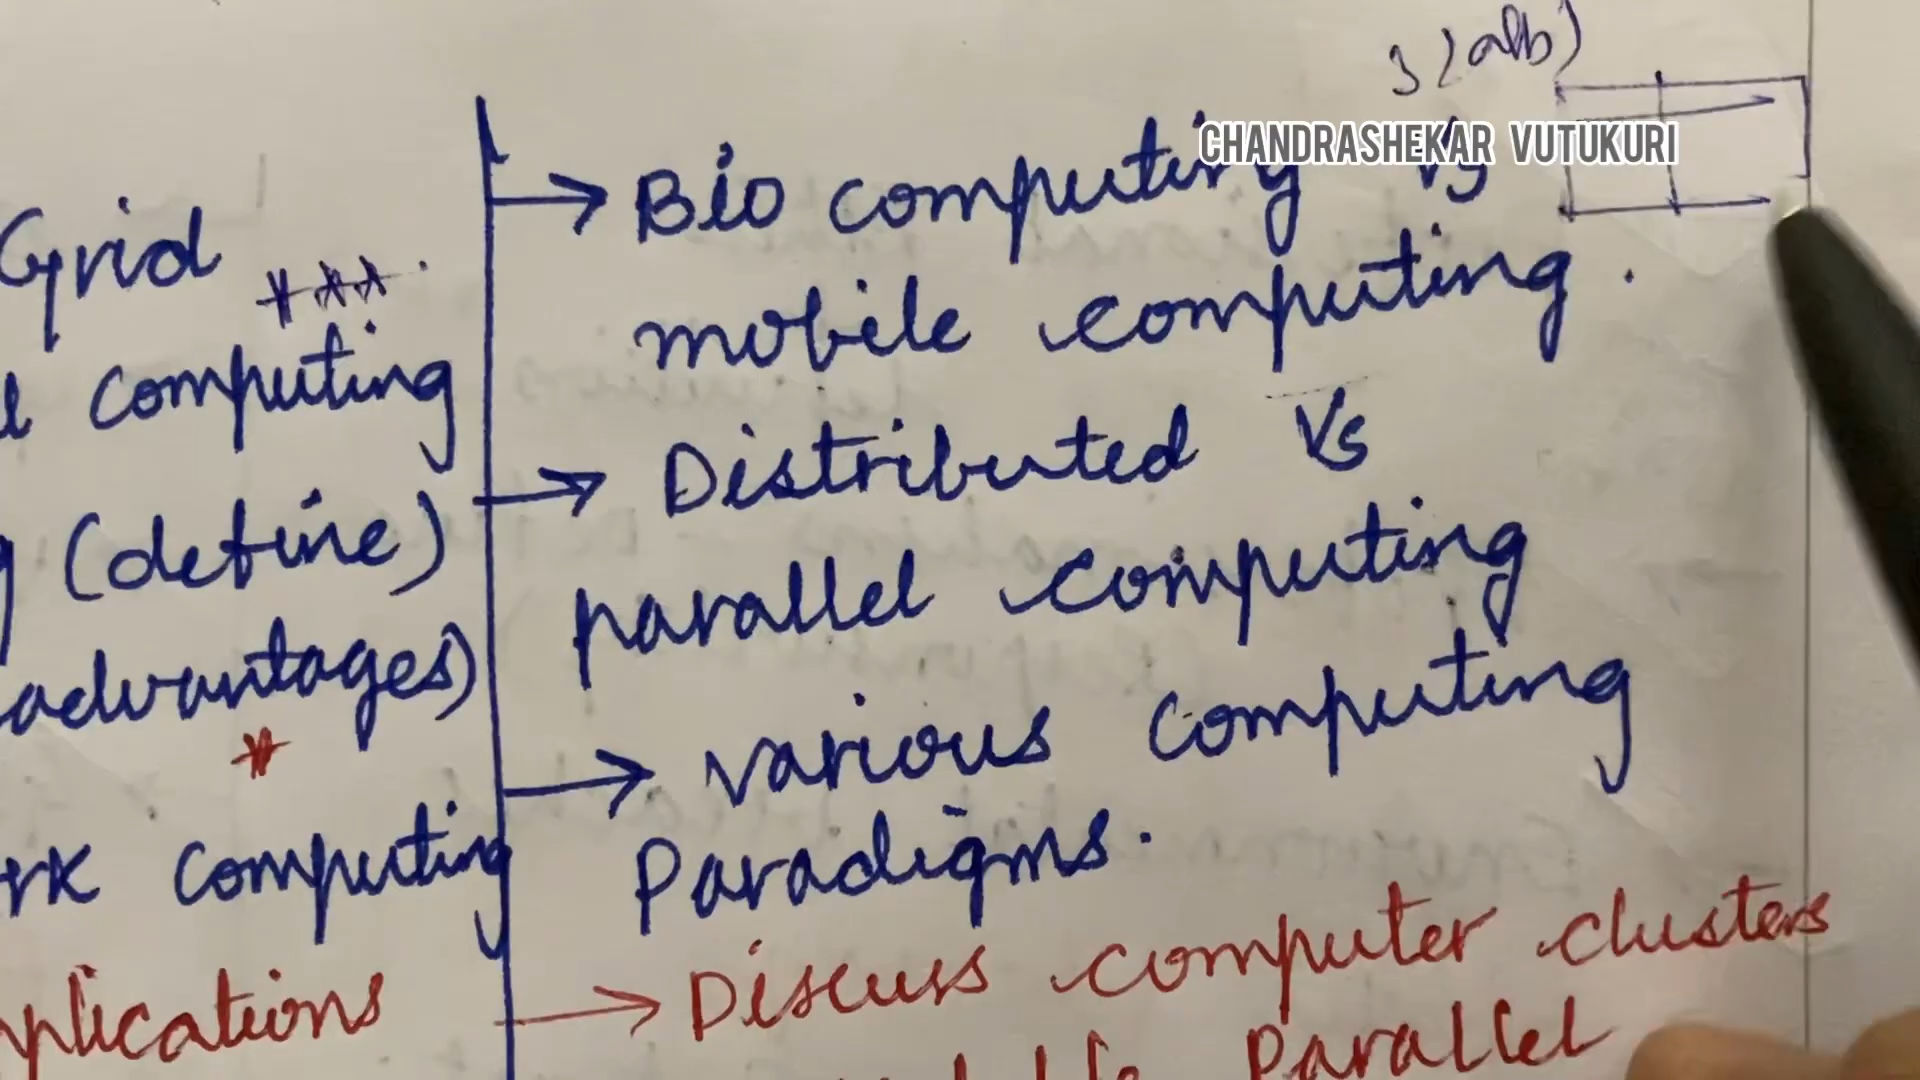 3 (a/b)
CHANDRASHEKAR VUTUKURI
Grid
***
computing
(define)
advantages)
*
rk computing
plications
→ Bio computing Vs
mobile computing.
→ Distributed Vs
parallel computing
→ various computing
Paradigms.
→ Discuss computer clusters
Parallel